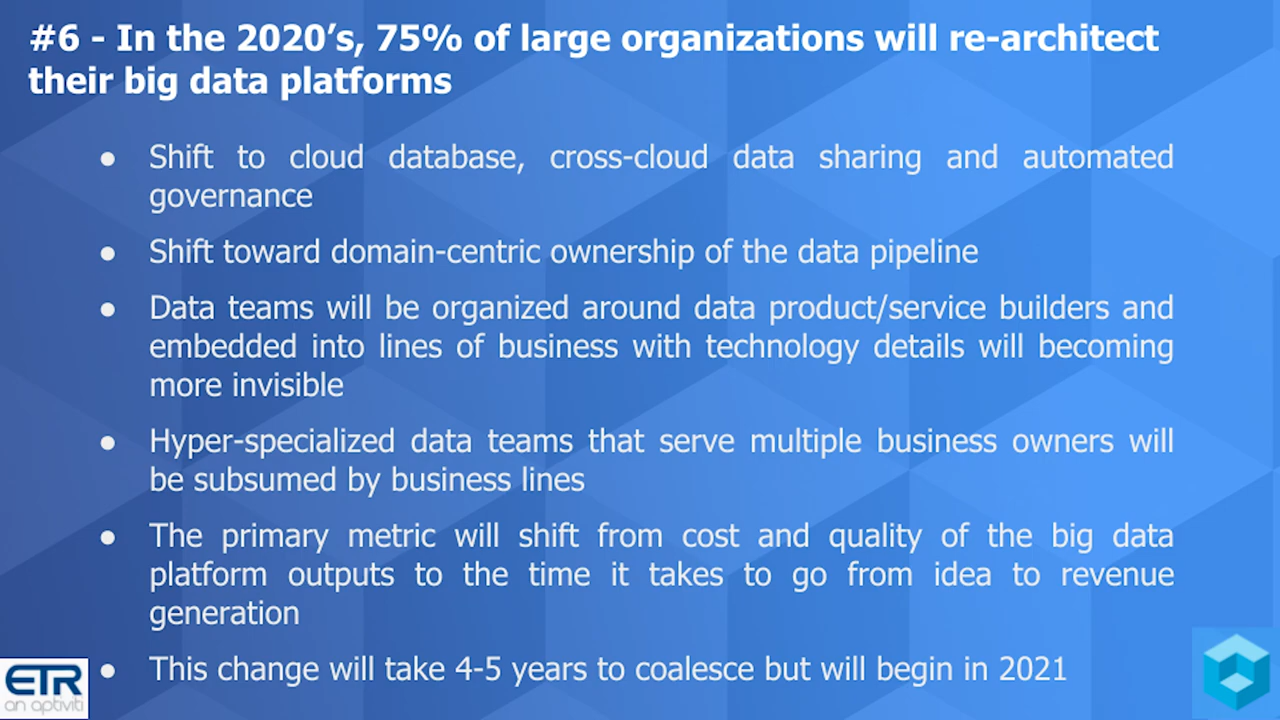 #6 - In the 2020's, 75% of large organizations will re-architect
their big data platforms
● Shift to cloud database, cross-cloud data sharing and automated
governance
● Shift toward domain-centric ownership of the data pipeline
● Data teams will be organized around data product/service builders and
embedded into lines of business with technology details will becoming
more invisible
● Hyper-specialized data teams that serve multiple business owners will
be subsumed by business lines
● The primary metric will shift from cost and quality of the big data
platform outputs to the time it takes to go from idea to revenue
generation
● This change will take 4-5 years to coalesce but will begin in 2021
ETR
an aptiviti